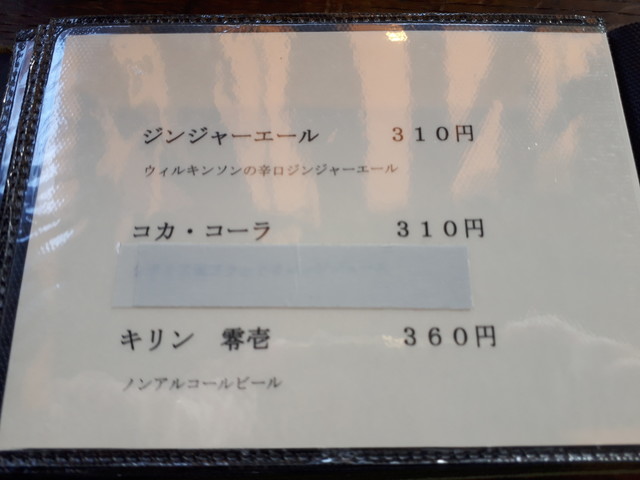 ジンジャーエール ３１０円
ウィルキンソンの辛口ジンジャーエール
コカ・コーラ ３１０円
キリン 零壱 ３６０円
ノンアルコールビール